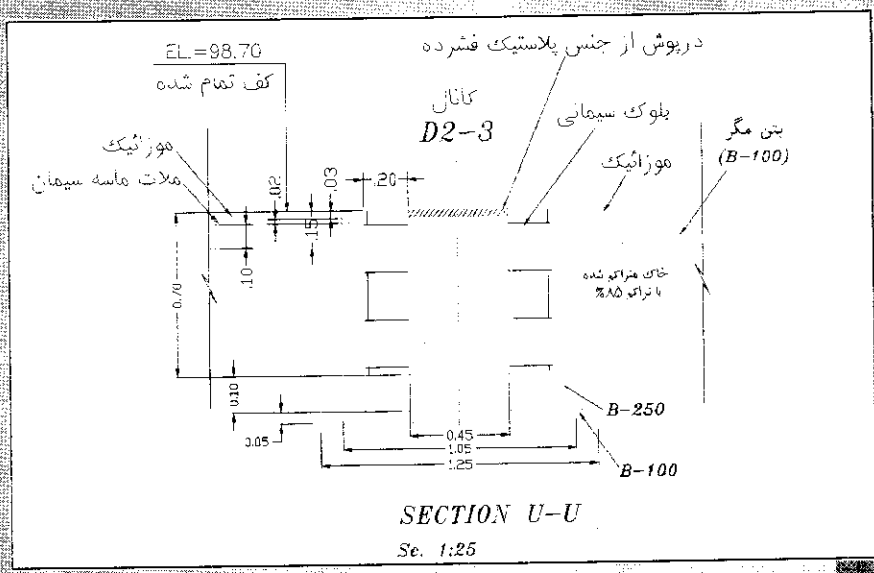 EL.=98.70
کف تمام شده
درپوش از جنس پلاستیک فشرده
کانال
D2-3
بلوک سیمانی
موزائیک
ملات ماسه سیمان
موزائیک
بتن مگر
(B-100)
.02
.03
.20
.15
.10
0.70
خاک متراکم شده
با تراکم ۸۵%
0.10
0.05
0.45
1.05
1.25
B-250
B-100
SECTION U-U
Sc. 1:25